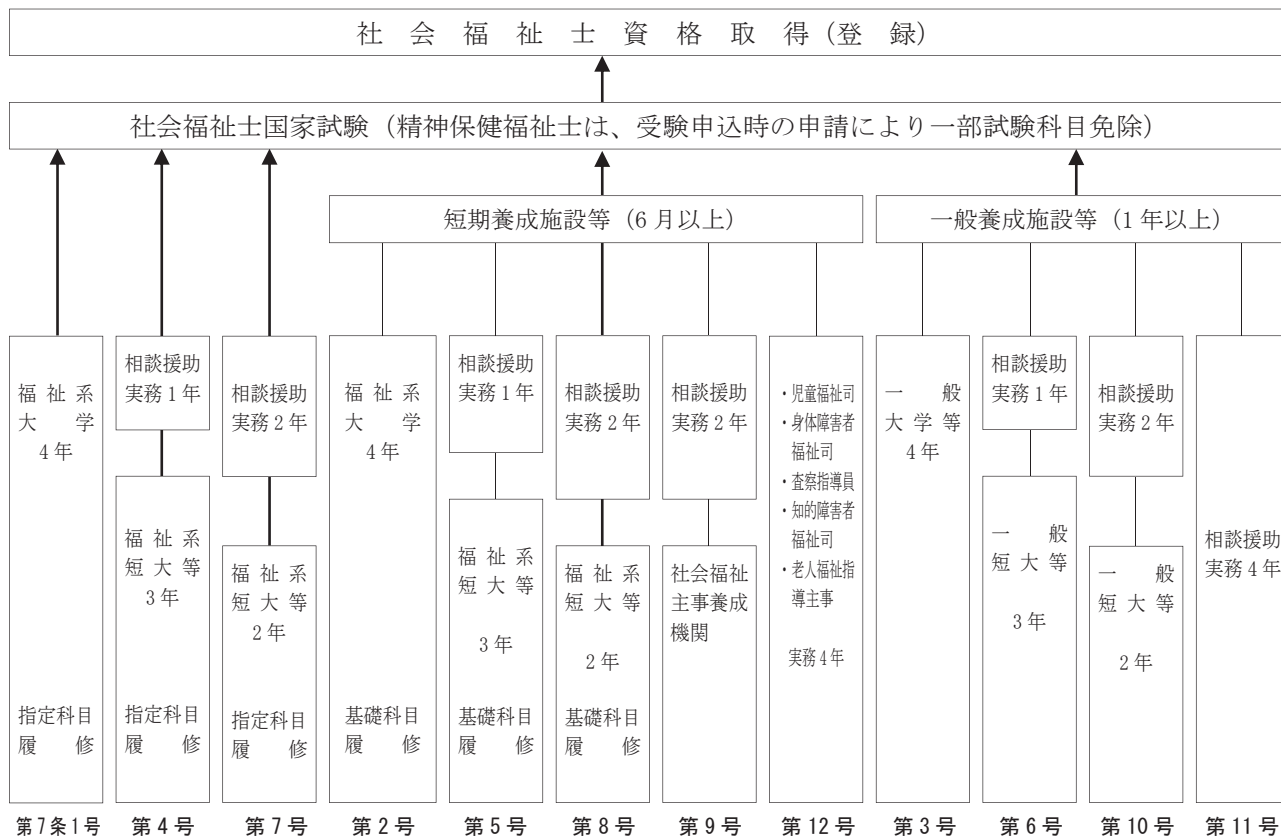 社会福祉士資格取得(登録)
社会福祉士国家試験(精神保健福祉士は、受験申込時の申請により一部試験科目免除)
短期養成施設等(6月以上)
一般養成施設等(1年以上)
福祉系
大学
4年
指定科目
履修
第7条1号
相談援助
実務1年
福祉系
短大等
3年
指定科目
履修
第4号
相談援助
実務2年
福祉系
短大等
2年
指定科目
履修
第7号
福祉系
大学
4年
基礎科目
履修
第2号
相談援助
実務1年
福祉系
短大等
3年
基礎科目
履修
第5号
相談援助
実務2年
福祉系
短大等
2年
基礎科目
履修
第8号
相談援助
実務2年
社会福祉
主事養成
機関
第9号
・児童福祉司
・身体障害者
福祉司
・査察指導員
・知的障害者
福祉司
・老人福祉指
導主事
実務4年
第12号
一般
大学等
4年
第3号
相談援助
実務1年
一般
短大等
3年
第6号
相談援助
実務2年
一般
短大等
2年
第10号
相談援助
実務4年
第11号